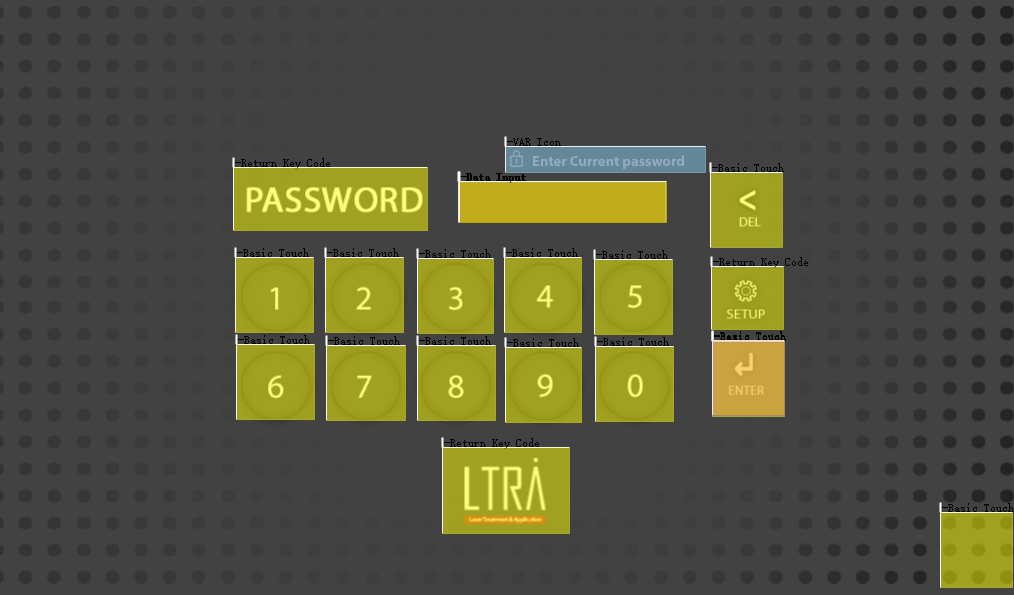 VAR Icon
Enter Current password
Return Key Code
PASSWORD
Data Input
Basic Touch
<
DEL
Basic Touch
1
Basic Touch
2
Basic Touch
3
Basic Touch
4
Basic Touch
5
Return Key Code
SETUP
Basic Touch
6
Basic Touch
7
Basic Touch
8
Basic Touch
9
Basic Touch
0
Basic Touch
ENTER
Return Key Code
LTRA
Laser Treatment & Application
Basic Touch